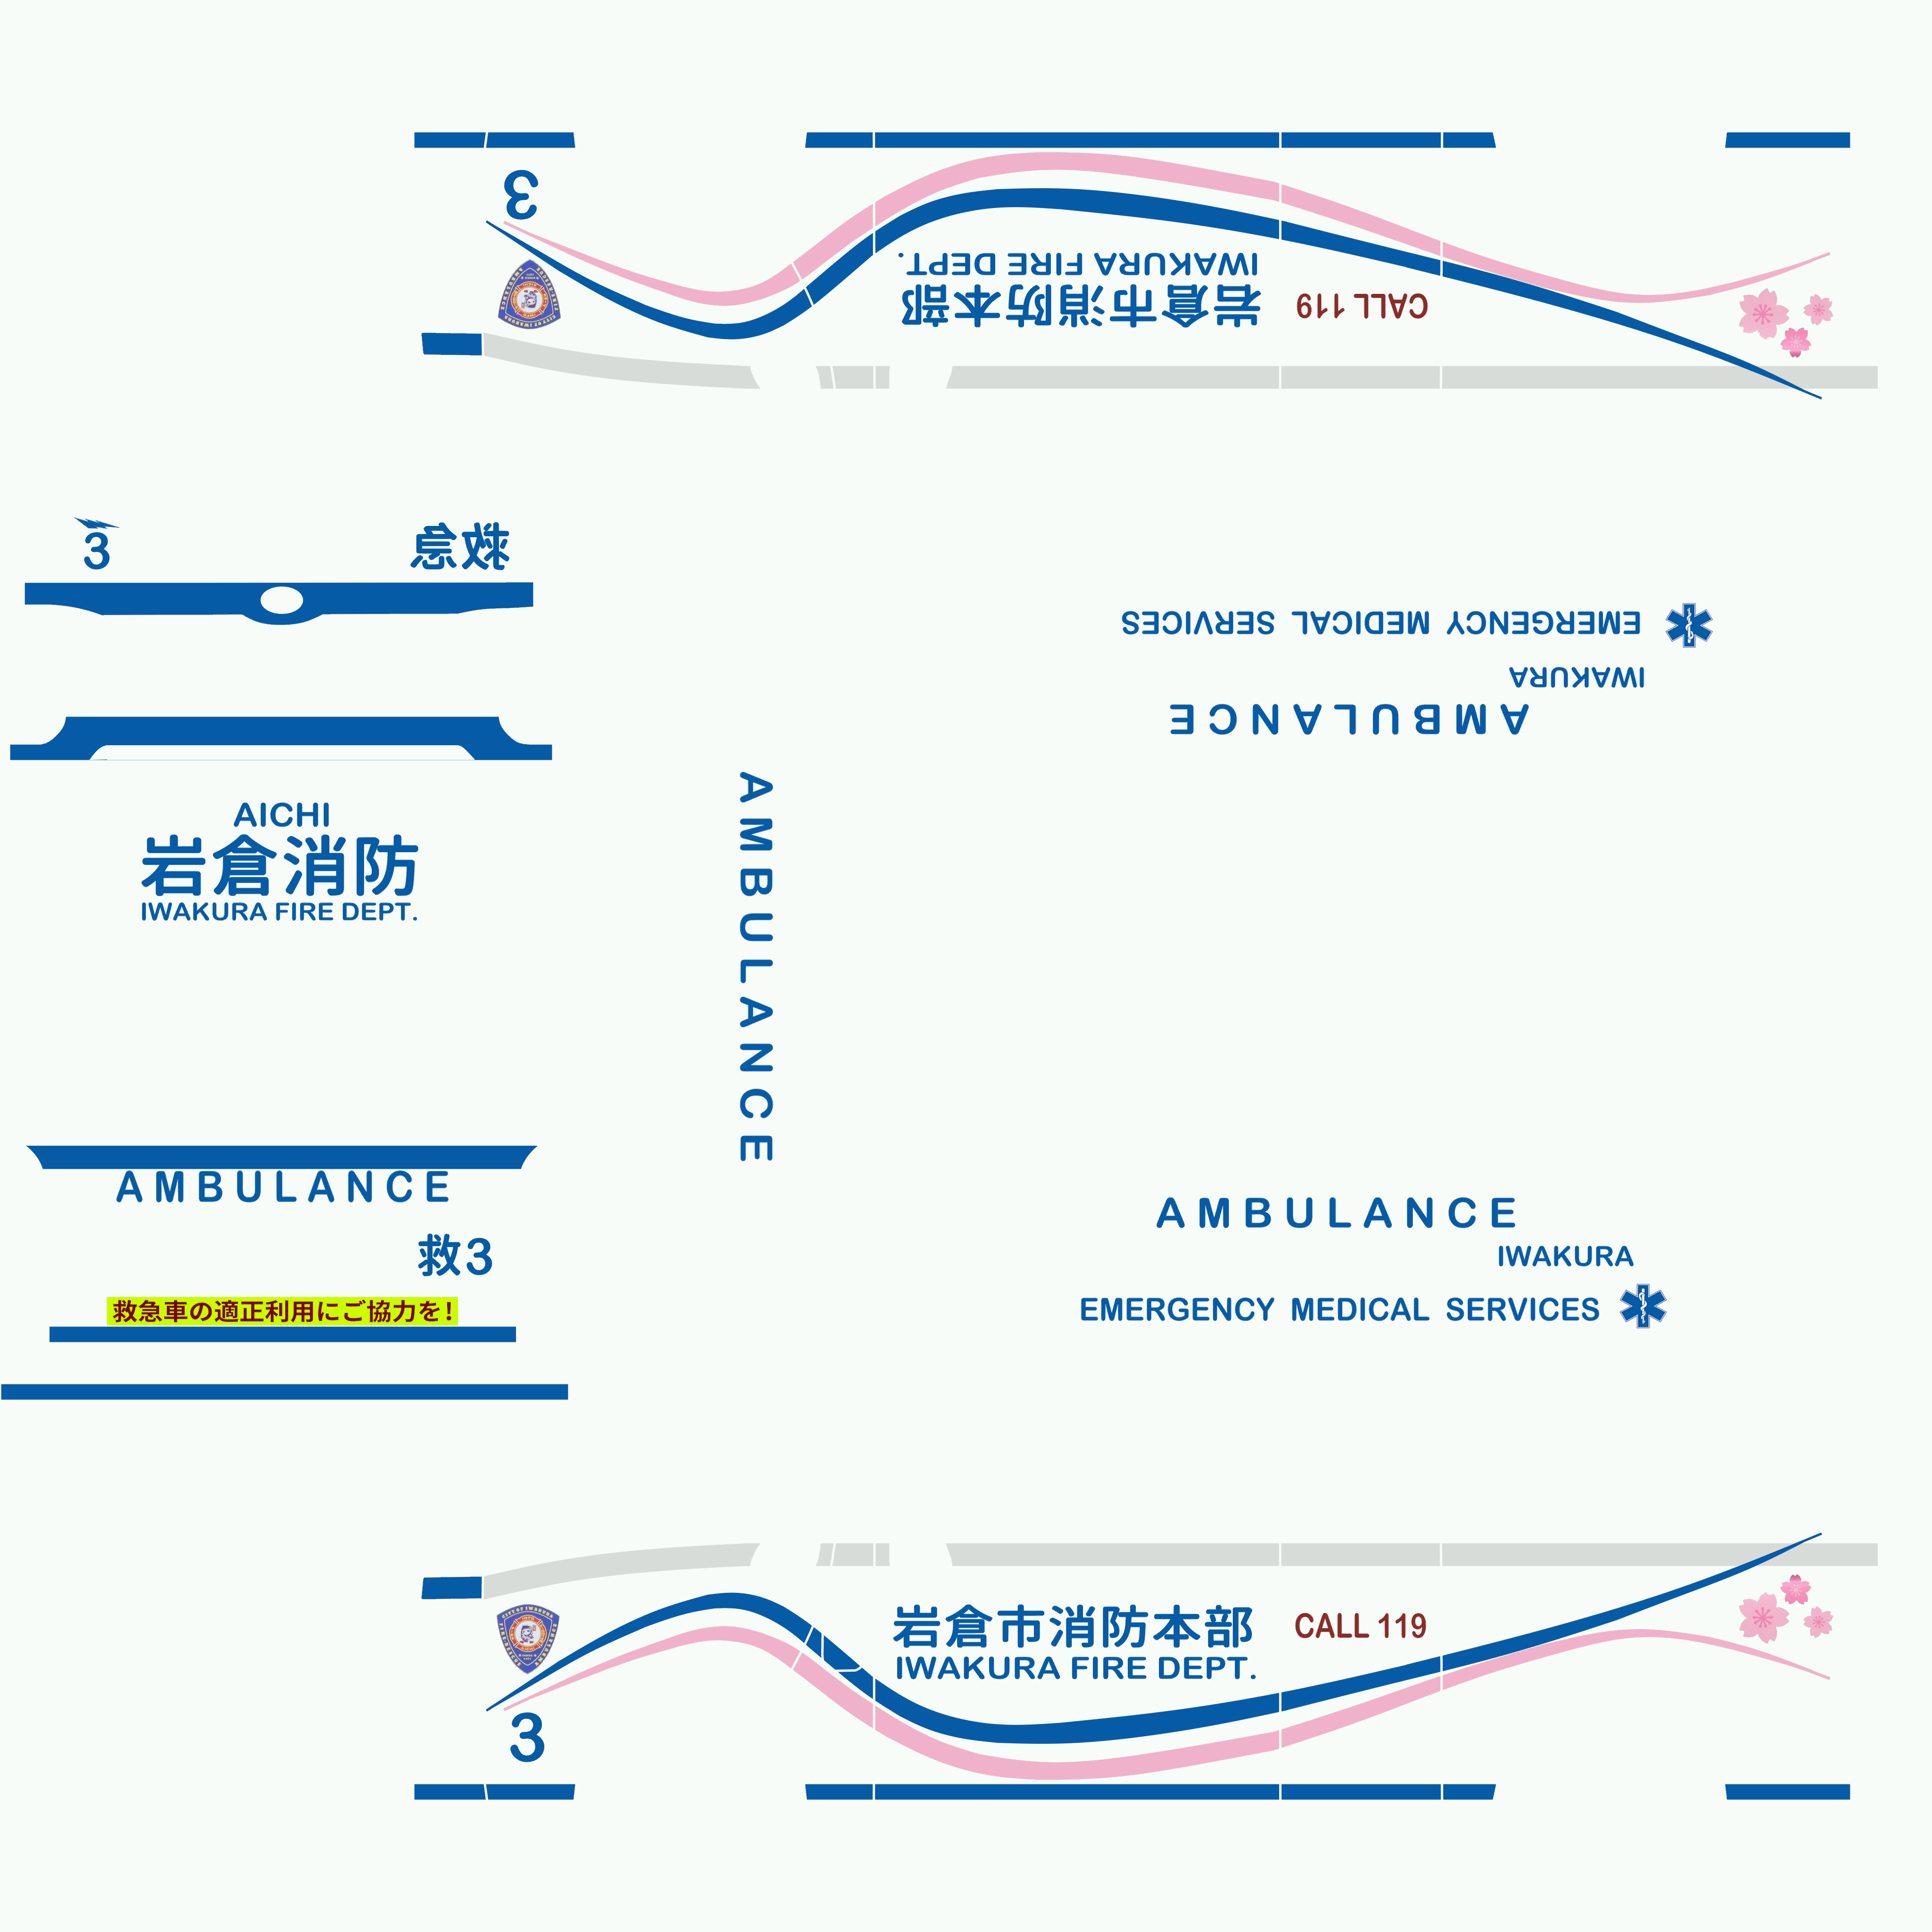 3
IWAKURA FIRE DEPT.
岩倉市消防本部
CALL 119
3
救急
EMERGENCY MEDICAL SERVICES
IWAKURA
AMBULANCE
AICHI
岩倉消防
IWAKURA FIRE DEPT.
AMBULANCE
AMBULANCE
救3
救急車の適正利用にご協力を!
AMBULANCE
IWAKURA
EMERGENCY MEDICAL SERVICES
CITY OF IWAKURA
岩倉市消防本部
IWAKURA FIRE DEPT.
CALL 119
3